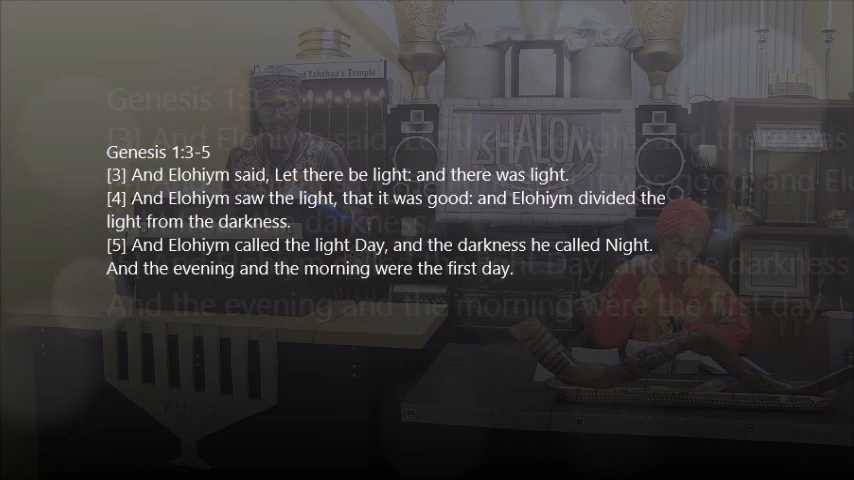 d Yahshua's Temple
SHALOM
Genesis 1:3-5
[3] And Elohiym said, Let there be light: and there was light.
[4] And Elohiym saw the light, that it was good: and Elohiym divided the
light from the darkness.
[5] And Elohiym called the light Day, and the darkness he called Night.
And the evening and the morning were the first day.